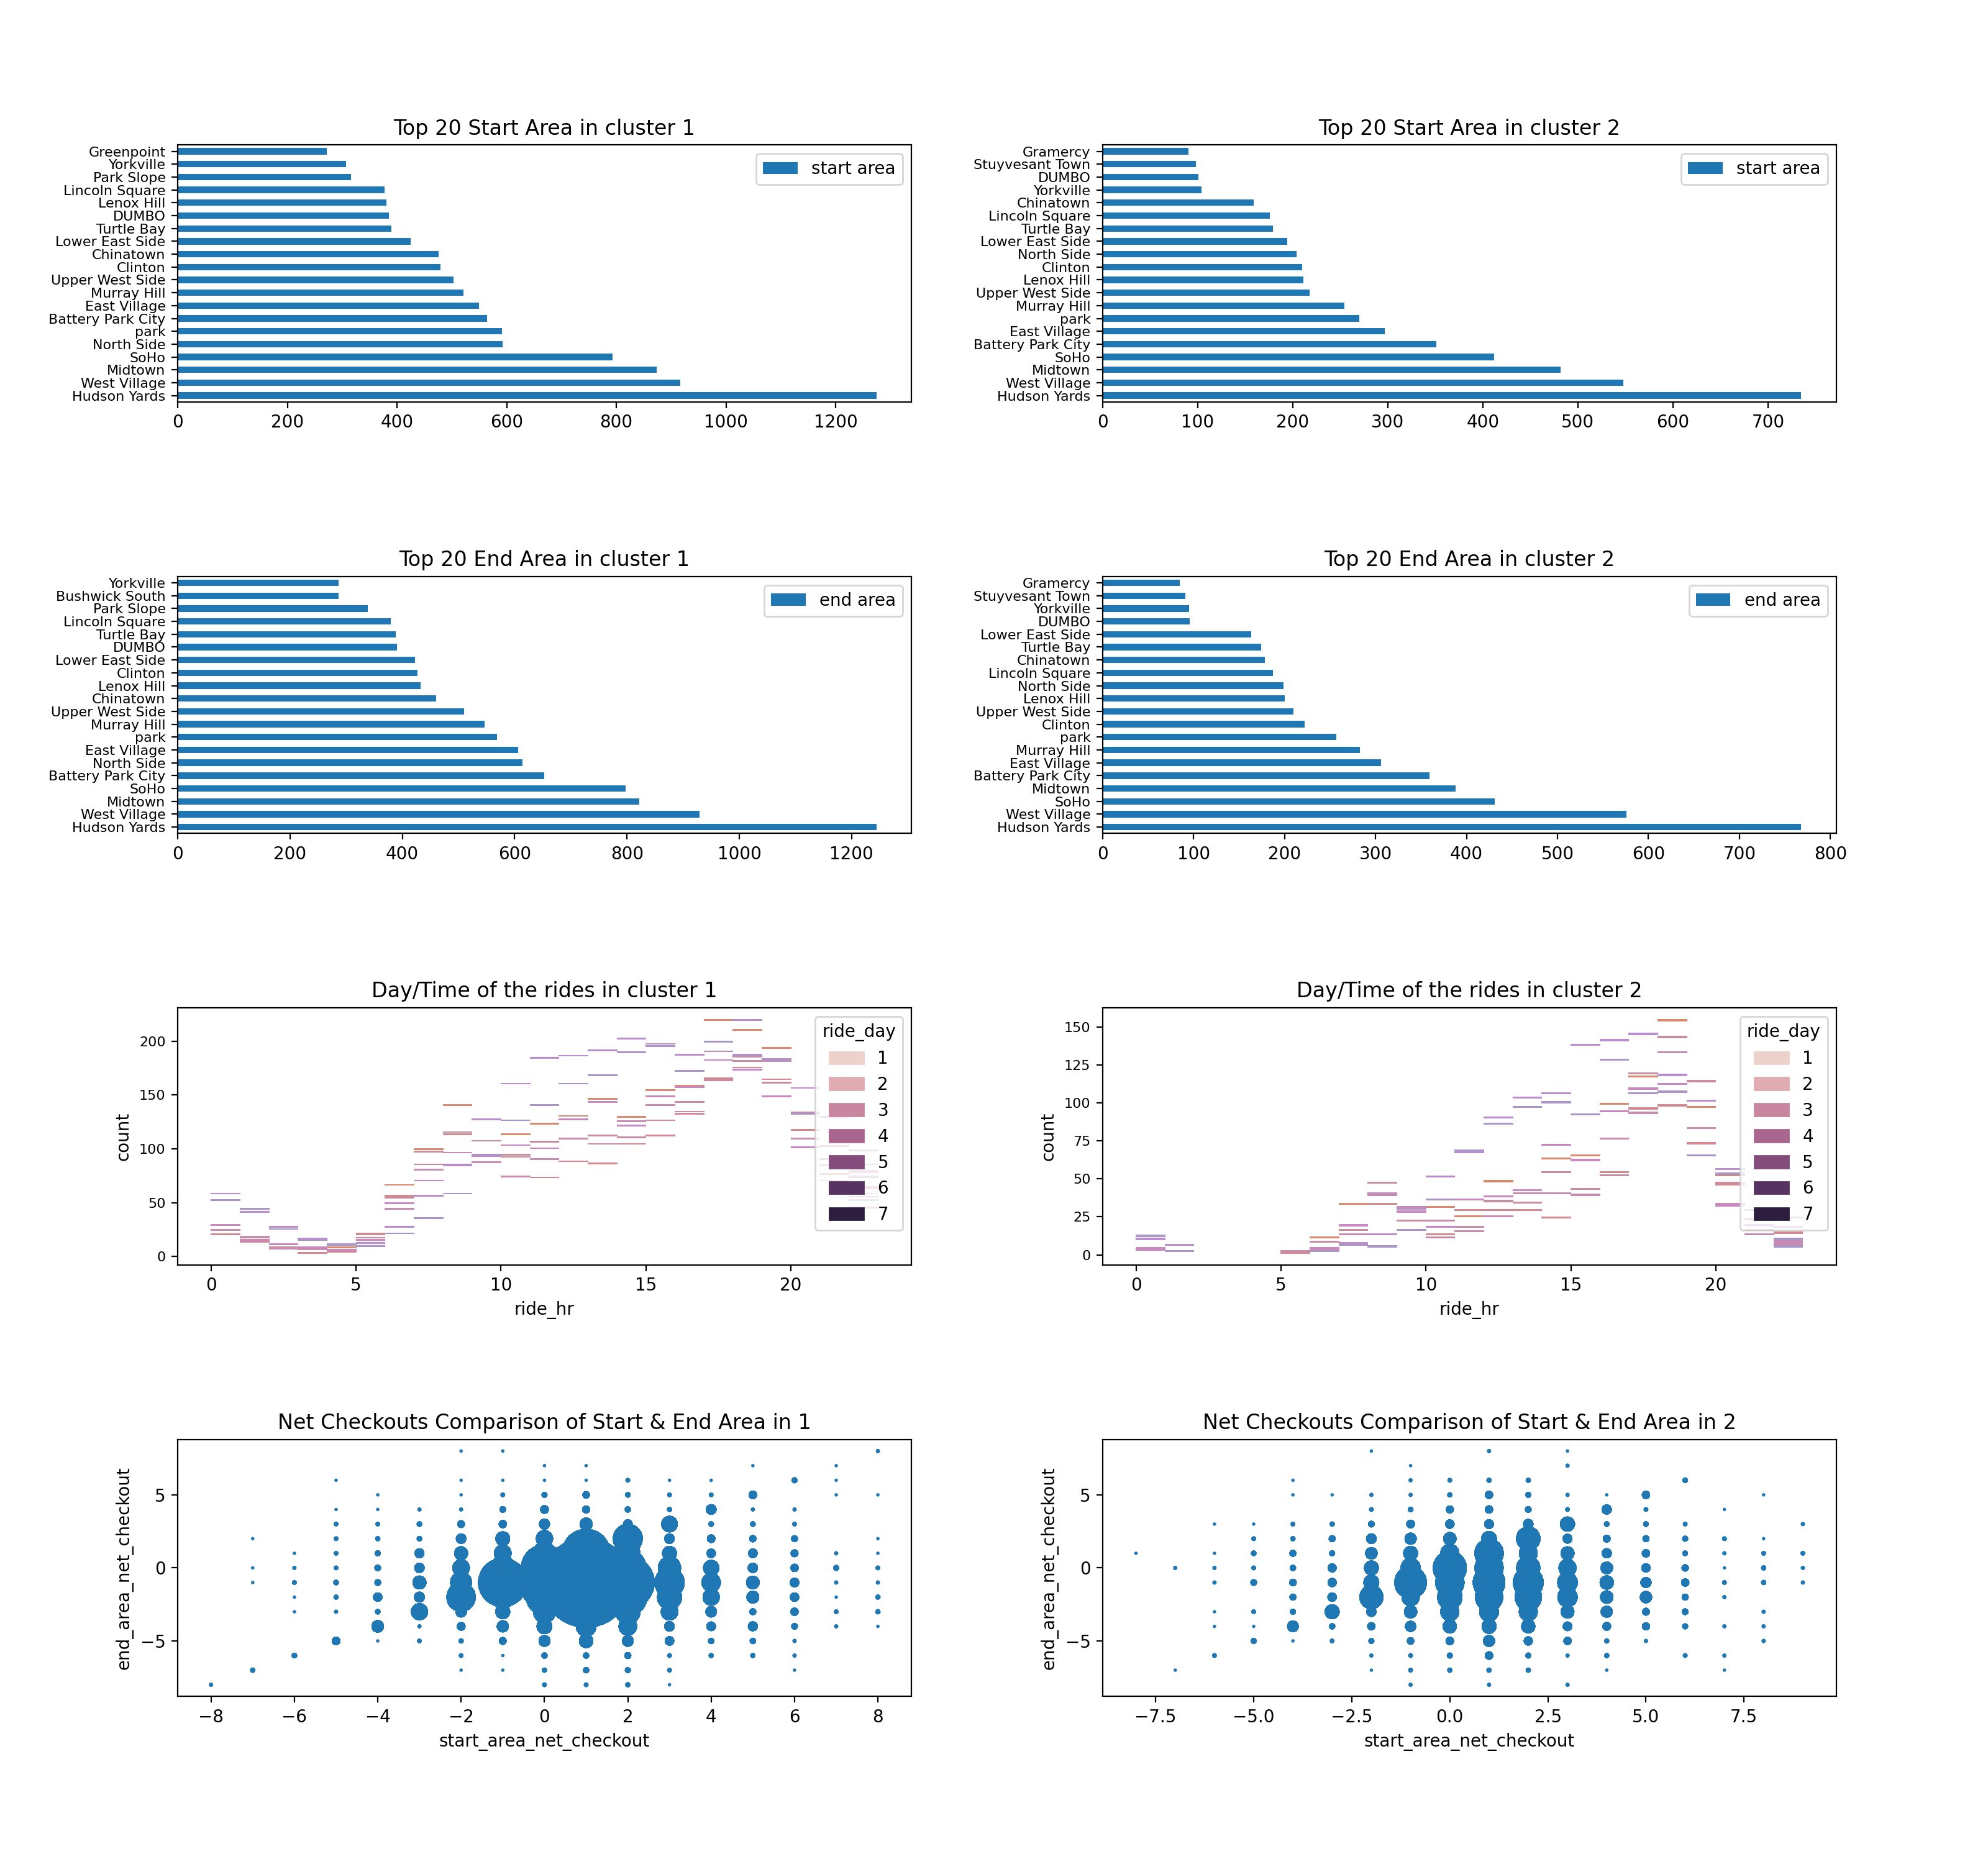 Top 20 Start Area in cluster 1
Greenpoint
Yorkville
Park Slope
Lincoln Square
Lenox Hill
DUMBO
Turtle Bay
Lower East Side
Chinatown
Clinton
Upper West Side
Murray Hill
East Village
Battery Park City
park
North Side
SoHo
Midtown
West Village
Hudson Yards
start area
0 200 400 600 800 1000 1200
Top 20 Start Area in cluster 2
Gramercy
Stuyvesant Town
DUMBO
Yorkville
Chinatown
Lincoln Square
Turtle Bay
Lower East Side
North Side
Clinton
Lenox Hill
Upper West Side
Murray Hill
park
East Village
Battery Park City
SoHo
Midtown
West Village
Hudson Yards
start area
0 100 200 300 400 500 600 700
Top 20 End Area in cluster 1
Yorkville
Bushwick South
Park Slope
Lincoln Square
Turtle Bay
DUMBO
Lower East Side
Clinton
Lenox Hill
Chinatown
Upper West Side
Murray Hill
park
East Village
North Side
Battery Park City
SoHo
Midtown
West Village
Hudson Yards
end area
0 200 400 600 800 1000 1200
Top 20 End Area in cluster 2
Gramercy
Stuyvesant Town
Yorkville
DUMBO
Lower East Side
Turtle Bay
Chinatown
Lincoln Square
North Side
Lenox Hill
Upper West Side
Clinton
park
Murray Hill
East Village
Battery Park City
Midtown
SoHo
West Village
Hudson Yards
end area
0 100 200 300 400 500 600 700 800
Day/Time of the rides in cluster 1
count
200
150
100
50
0
ride_day
1
2
3
4
5
6
7
0 5 10 15 20
ride_hr
Day/Time of the rides in cluster 2
count
150
125
100
75
50
25
0
ride_day
1
2
3
4
5
6
7
0 5 10 15 20
ride_hr
Net Checkouts Comparison of Start & End Area in 1
end_area_net_checkout
5
0
−5
−8 −6 −4 −2 0 2 4 6 8
start_area_net_checkout
Net Checkouts Comparison of Start & End Area in 2
end_area_net_checkout
5
0
−5
−7.5 −5.0 −2.5 0.0 2.5 5.0 7.5
start_area_net_checkout